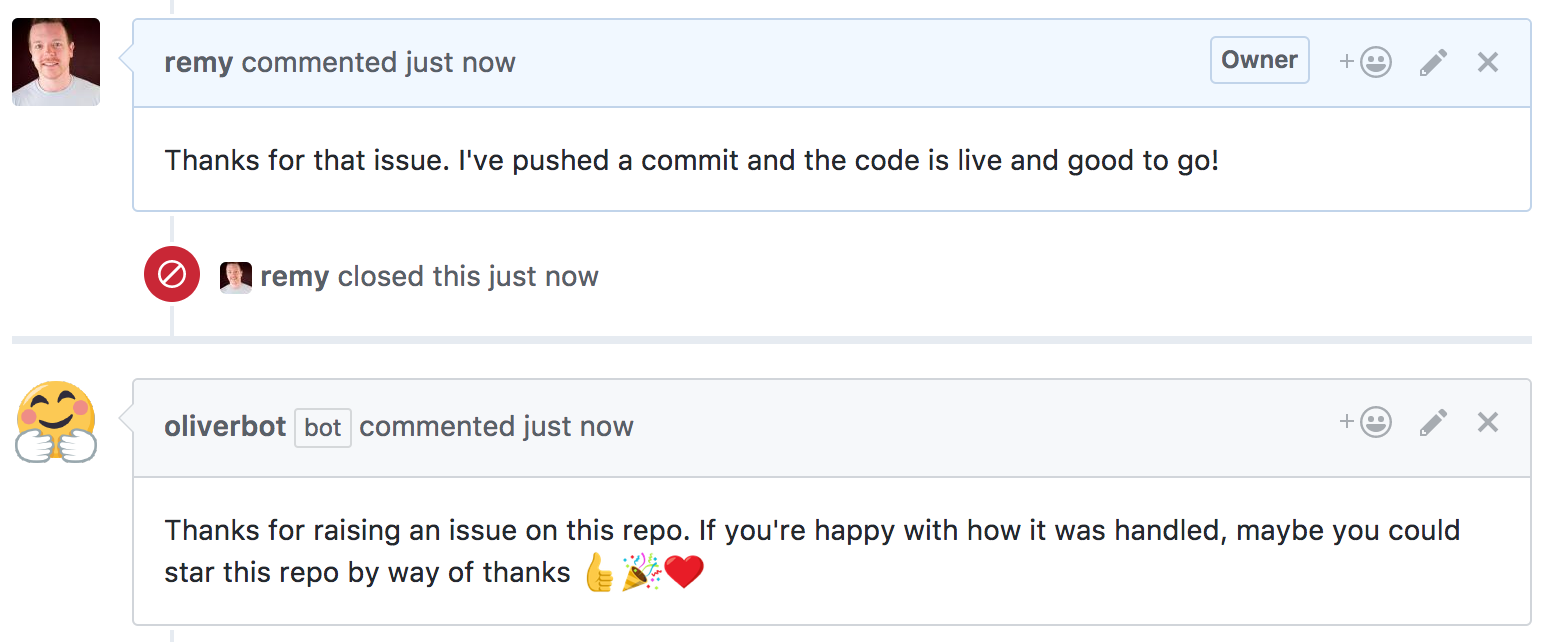 remy commented just now
Owner
Thanks for that issue. I've pushed a commit and the code is live and good to go!
remy closed this just now
oliverbot bot commented just now
Thanks for raising an issue on this repo. If you're happy with how it was handled, maybe you could
star this repo by way of thanks 👍🎉❤️